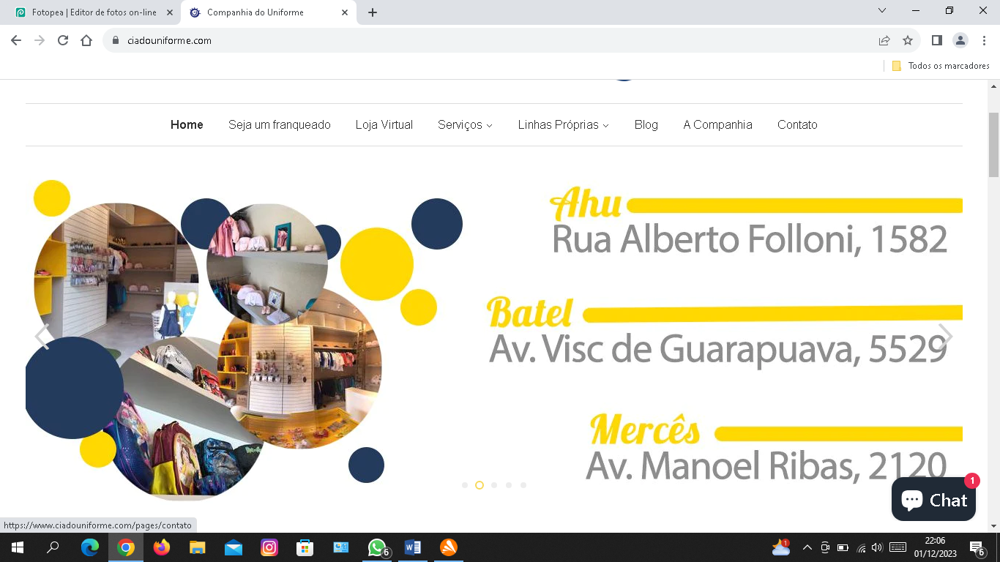 Fotopea | Editor de fotos on-line
Companhia do Uniforme
ciadouniforme.com
Todos os marcadores
Home Seja um franqueado Loja Virtual Serviços Linhas Próprias Blog A Companhia Contato
Ahu
Rua Alberto Folloni, 1582
Batel
Av. Visc de Guarapuava, 5529
Mercês
Av. Manoel Ribas, 2120
1
Chat
https://www.ciadouniforme.com/pages/contato
6
1
22:06
01/12/2023
6